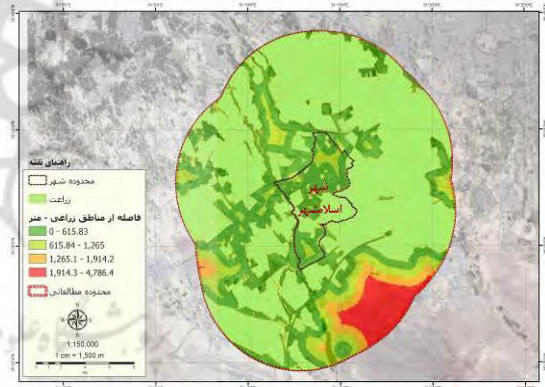 شهر
اسلامشهر
راهنمای نقشه
محدوده شهر
زراعت
فاصله از مناطق زراعی - متر
0 - 615.83
615.84 - 1,265
1,265.1 - 1,914.2
1,914.3 - 4,786.4
محدوده مطالعاتی
N
1:150,000
1 cm = 1,500 m